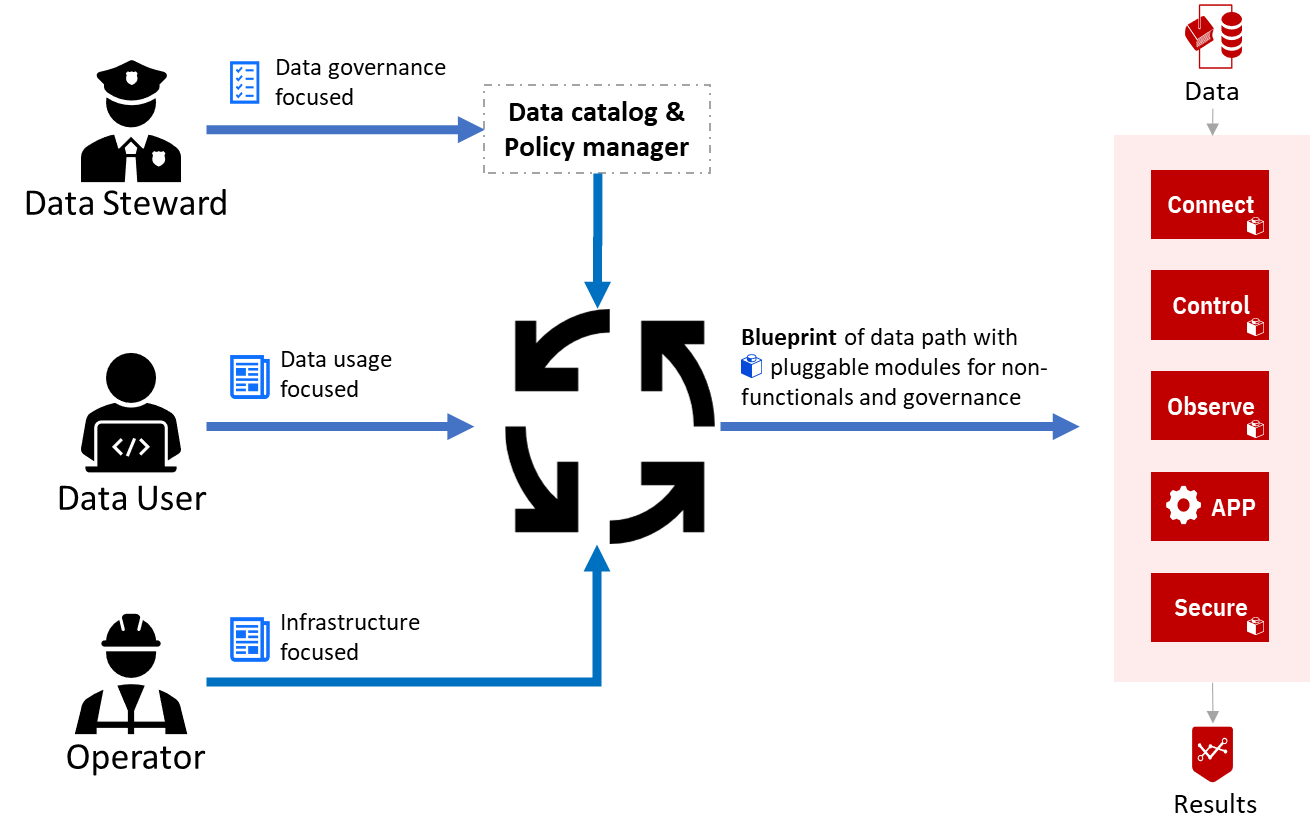 Data governance
focused
Data Steward
Data catalog &
Policy manager
Data usage
focused
Data User
Infrastructure
focused
Operator
Blueprint of data path with
pluggable modules for non-
functionals and governance
Data
Connect
Control
Observe
APP
Secure
Results